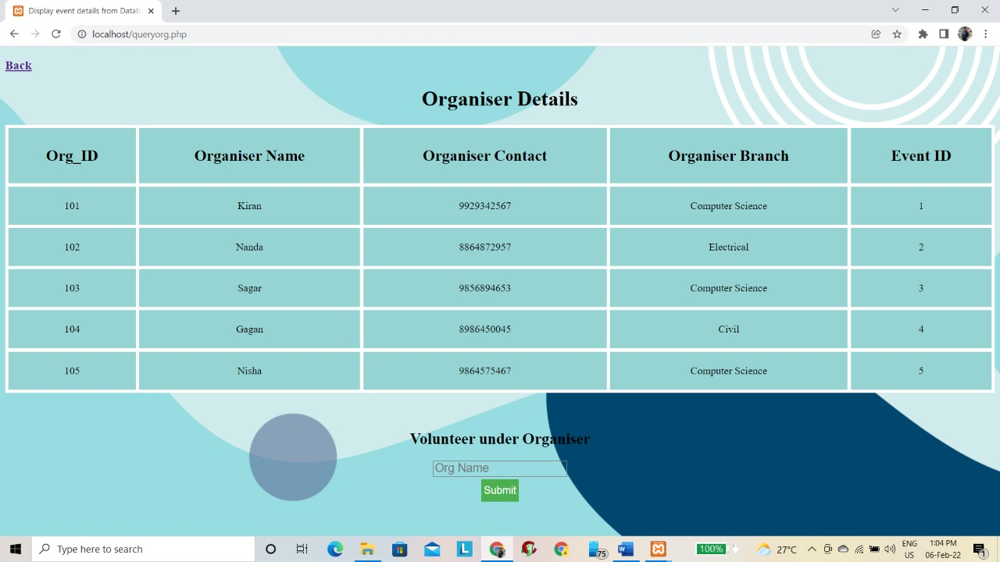 Display event details from Datab
localhost/queryorg.php
Back
Organiser Details
Org_ID Organiser Name Organiser Contact Organiser Branch Event ID
101 Kiran 9929342567 Computer Science 1
102 Nanda 8864872957 Electrical 2
103 Sagar 9856894653 Computer Science 3
104 Gagan 8986450045 Civil 4
105 Nisha 9864575467 Computer Science 5
Volunteer under Organiser
Org Name
Submit
Type here to search
L
75
W
100%
27°C
ENG
US
1:04 PM
06-Feb-22
1